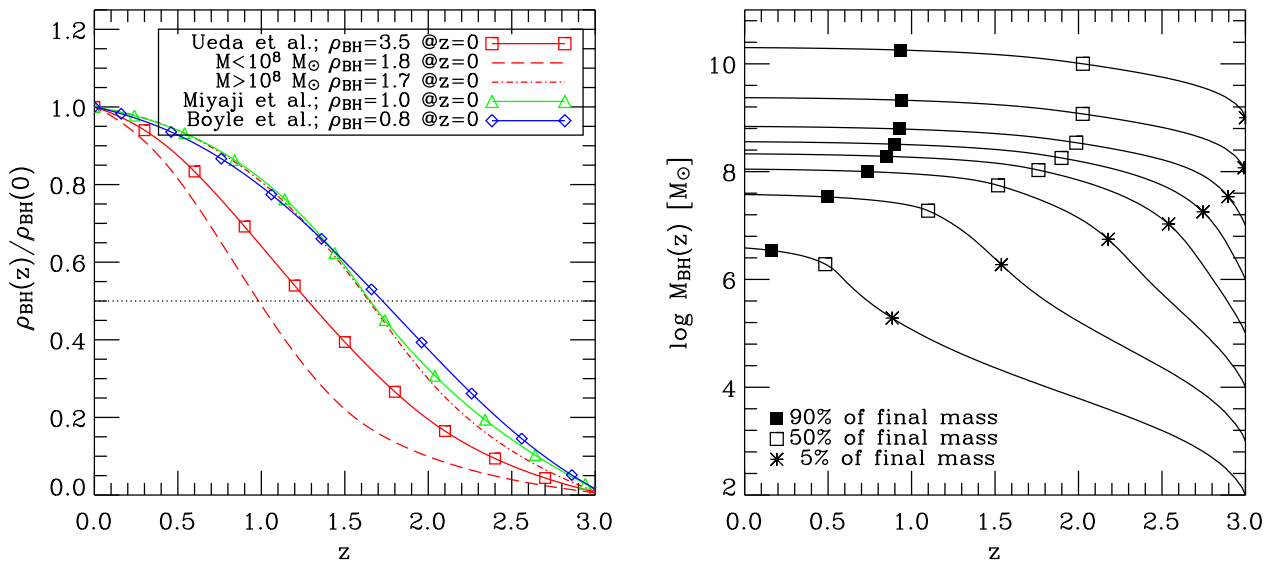 Ueda et al.; ρBH=3.5 @z=0
M<10⁸ M⊙ ρBH=1.8 @z=0
M>10⁸ M⊙ ρBH=1.7 @z=0
Miyaji et al.; ρBH=1.0 @z=0
Boyle et al.; ρBH=0.8 @z=0
1.2
1.0
0.8
0.6
0.4
0.2
0.0
ρBH(z)/ρBH(0)
0.0 0.5 1.0 1.5 2.0 2.5 3.0
z
10
8
6
4
2
log MBH(z) [M⊙]
90% of final mass
50% of final mass
5% of final mass
0.0 0.5 1.0 1.5 2.0 2.5 3.0
z